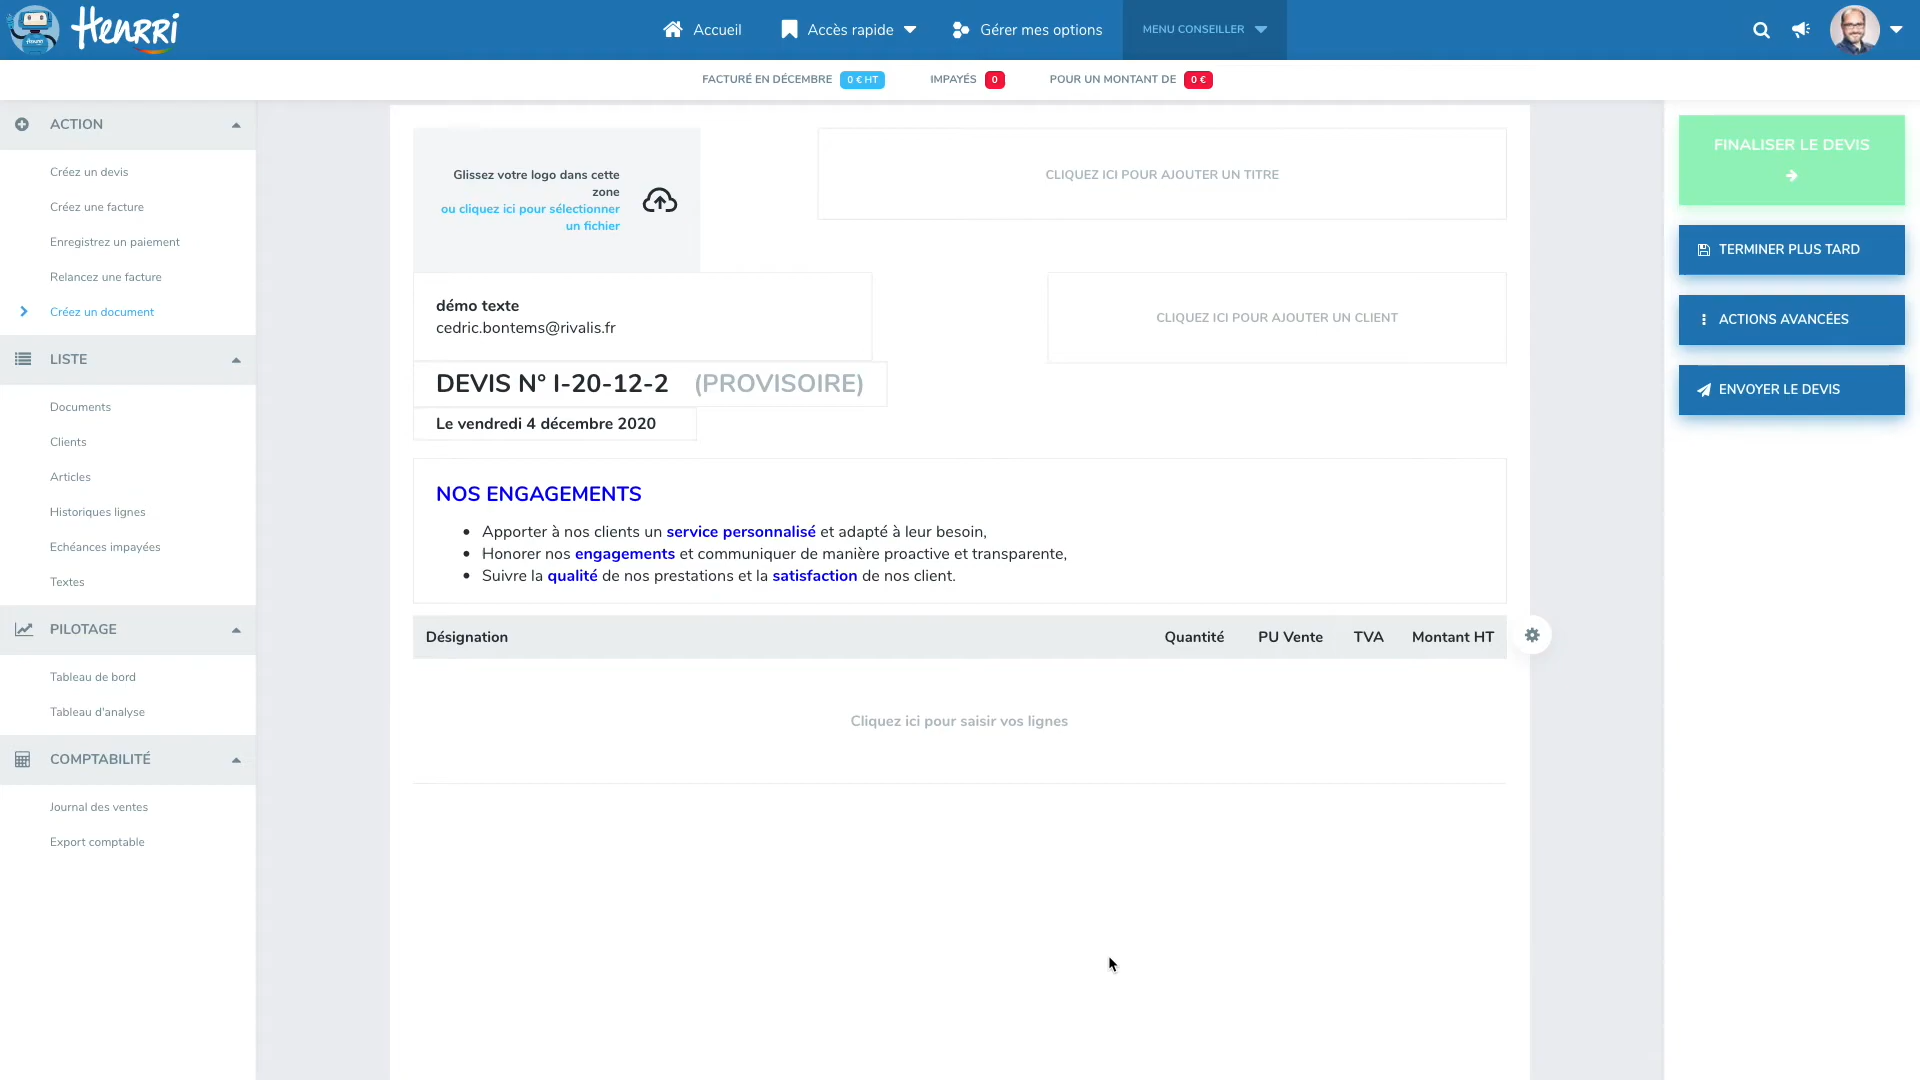 Henrri
Accueil
Accès rapide
Gérer mes options
MENU CONSEILLER
FACTURÉ EN DÉCEMBRE 0 € HT
IMPAYÉS 0
POUR UN MONTANT DE 0 €
ACTION
Créez un devis
Créez une facture
Enregistrez un paiement
Relancez une facture
Créez un document
LISTE
Documents
Clients
Articles
Historiques lignes
Echéances impayées
Textes
PILOTAGE
Tableau de bord
Tableau d'analyse
COMPTABILITÉ
Journal des ventes
Export comptable
Glissez votre logo dans cette
zone
ou cliquez ici pour sélectionner
un fichier
CLIQUEZ ICI POUR AJOUTER UN TITRE
démo texte
cedric.bontems@rivalis.fr
CLIQUEZ ICI POUR AJOUTER UN CLIENT
DEVIS N° I-20-12-2 (PROVISOIRE)
Le vendredi 4 décembre 2020
NOS ENGAGEMENTS
• Apporter à nos clients un service personnalisé et adapté à leur besoin,
• Honorer nos engagements et communiquer de manière proactive et transparente,
• Suivre la qualité de nos prestations et la satisfaction de nos client.
Désignation Quantité PU Vente TVA Montant HT
Cliquez ici pour saisir vos lignes
FINALISER LE DEVIS
TERMINER PLUS TARD
ACTIONS AVANCÉES
ENVOYER LE DEVIS